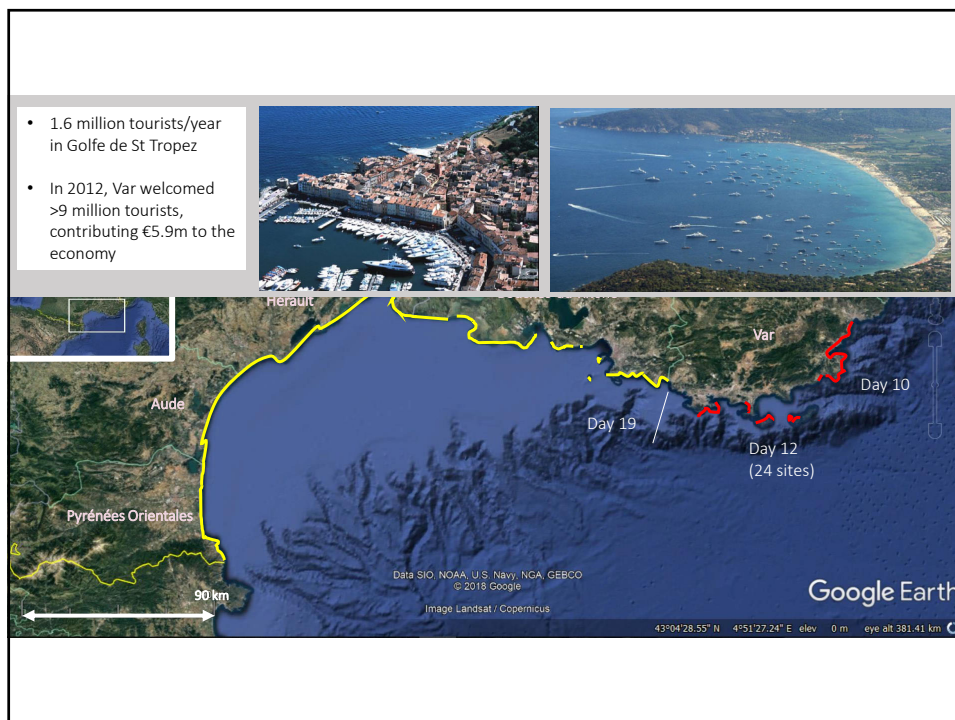 • 1.6 million tourists/year
in Golfe de St Tropez
• In 2012, Var welcomed
>9 million tourists,
contributing €5.9m to the
economy
Hérault
Var
Day 10
Aude
Day 19
Day 12
(24 sites)
Pyrénées Orientales
Data SIO, NOAA, U.S. Navy, NGA, GEBCO
© 2018 Google
90 km
Image Landsat / Copernicus
Google Earth
43°04'28.55" N 4°51'27.24" E elev 0 m eye alt 381.41 km